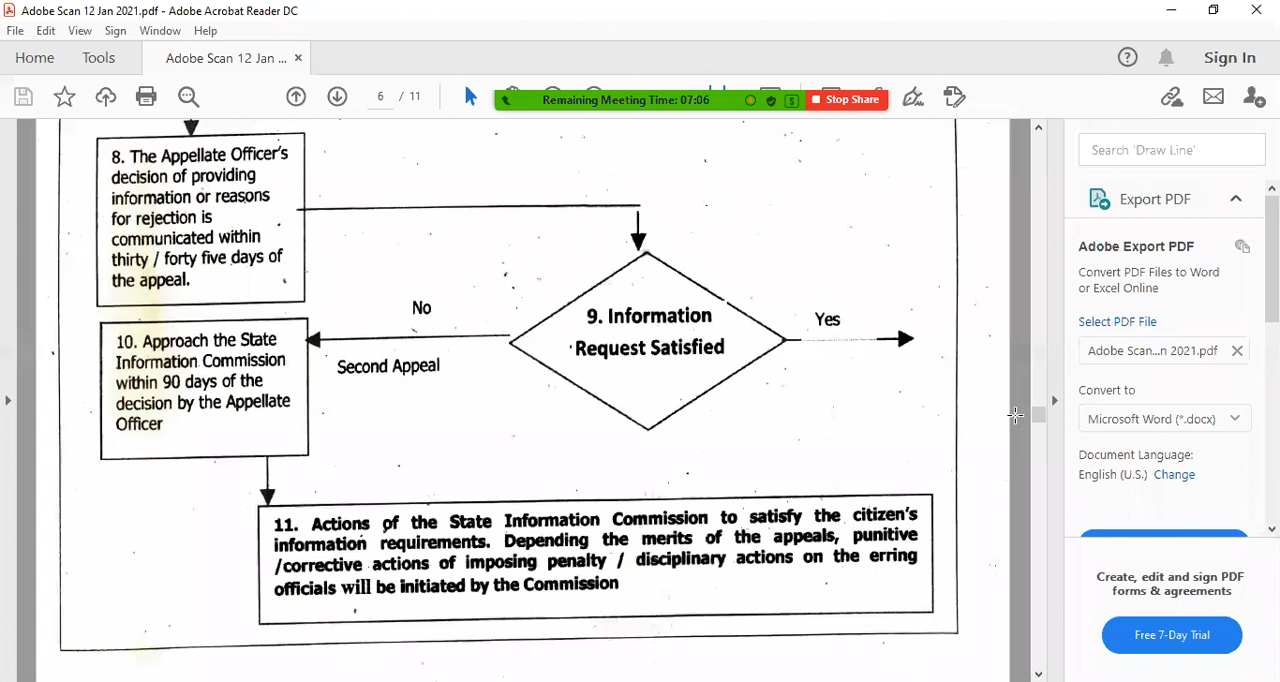 Adobe Scan 12 Jan 2021.pdf - Adobe Acrobat Reader DC
File Edit View Sign Window Help
Home Tools Adobe Scan 12 Jan ... × Sign In
6 / 11
Remaining Meeting Time: 07:06 Stop Share
8. The Appellate Officer's
decision of providing
information or reasons
for rejection is
communicated within
thirty / forty five days of
the appeal.
No
9. Information
Request Satisfied
Yes
Second Appeal
10. Approach the State
Information Commission
within 90 days of the
decision by the Appellate
Officer
11. Actions of the State Information Commission to satisfy the citizen's
information requirements. Depending the merits of the appeals, punitive
/corrective actions of imposing penalty / disciplinary actions on the erring
officials will be initiated by the Commission
Search 'Draw Line'
Export PDF
Adobe Export PDF
Convert PDF Files to Word
or Excel Online
Select PDF File
Adobe Scan...n 2021.pdf
Convert to
Microsoft Word (*.docx)
Document Language:
English (U.S.) Change
Create, edit and sign PDF
forms & agreements
Free 7-Day Trial